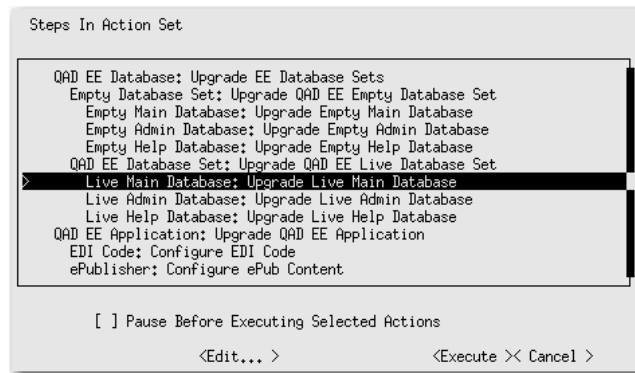 Steps In Action Set
QAD EE Database: Upgrade EE Database Sets
Empty Database Set: Upgrade QAD EE Empty Database Set
Empty Main Database: Upgrade Empty Main Database
Empty Admin Database: Upgrade Empty Admin Database
Empty Help Database: Upgrade Empty Help Database
QAD EE Database Set: Upgrade QAD EE Live Database Set
> Live Main Database: Upgrade Live Main Database
Live Admin Database: Upgrade Live Admin Database
Live Help Database: Upgrade Live Help Database
QAD EE Application: Upgrade QAD EE Application
EDI Code: Configure EDI Code
ePublisher: Configure ePub Content
[ ] Pause Before Executing Selected Actions
<Edit... > <Execute >< Cancel >